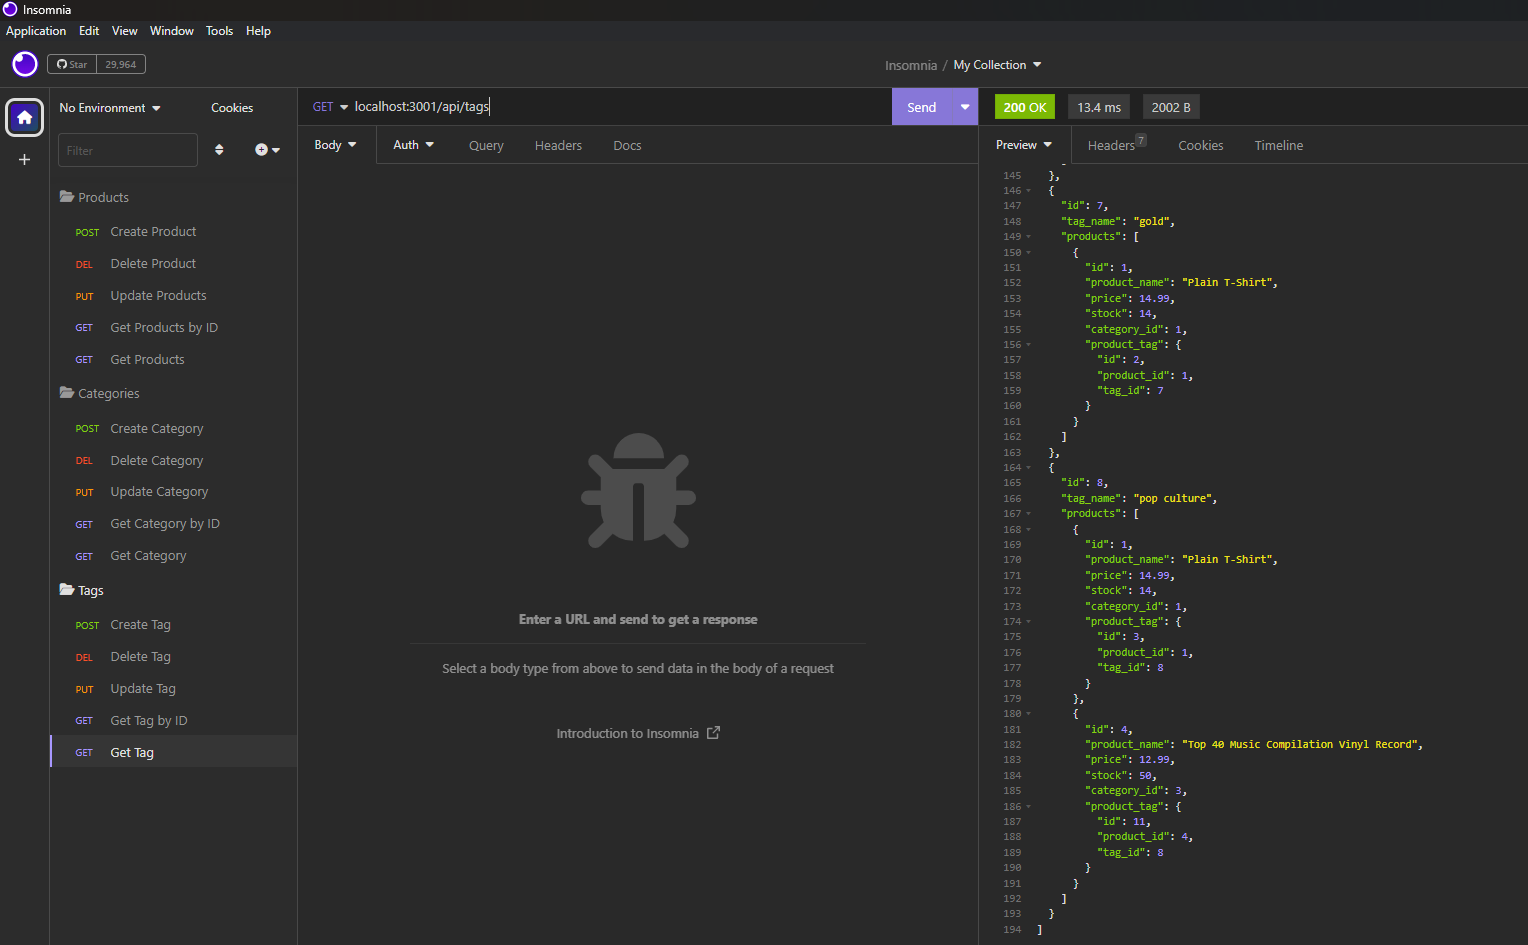 Insomnia
Application Edit View Window Tools Help
Star 29,964
Insomnia / My Collection
No Environment Cookies
Filter
Products
POST Create Product
DEL Delete Product
PUT Update Products
GET Get Products by ID
GET Get Products
Categories
POST Create Category
DEL Delete Category
PUT Update Category
GET Get Category by ID
GET Get Category
Tags
POST Create Tag
DEL Delete Tag
PUT Update Tag
GET Get Tag by ID
GET Get Tag
GET localhost:3001/api/tags
Send
Body Auth Query Headers Docs
Enter a URL and send to get a response
Select a body type from above to send data in the body of a request
Introduction to Insomnia
200 OK 13.4 ms 2002 B
Preview Headers 7 Cookies Timeline
145 },
146 {
147 "id": 7,
148 "tag_name": "gold",
149 "products": [
150 {
151 "id": 1,
152 "product_name": "Plain T-Shirt",
153 "price": 14.99,
154 "stock": 14,
155 "category_id": 1,
156 "product_tag": {
157 "id": 2,
158 "product_id": 1,
159 "tag_id": 7
160 }
161 }
162 ]
163 },
164 {
165 "id": 8,
166 "tag_name": "pop culture",
167 "products": [
168 {
169 "id": 1,
170 "product_name": "Plain T-Shirt",
171 "price": 14.99,
172 "stock": 14,
173 "category_id": 1,
174 "product_tag": {
175 "id": 3,
176 "product_id": 1,
177 "tag_id": 8
178 }
179 },
180 {
181 "id": 4,
182 "product_name": "Top 40 Music Compilation Vinyl Record",
183 "price": 12.99,
184 "stock": 50,
185 "category_id": 3,
186 "product_tag": {
187 "id": 11,
188 "product_id": 4,
189 "tag_id": 8
190 }
191 }
192 ]
193 }
194 ]